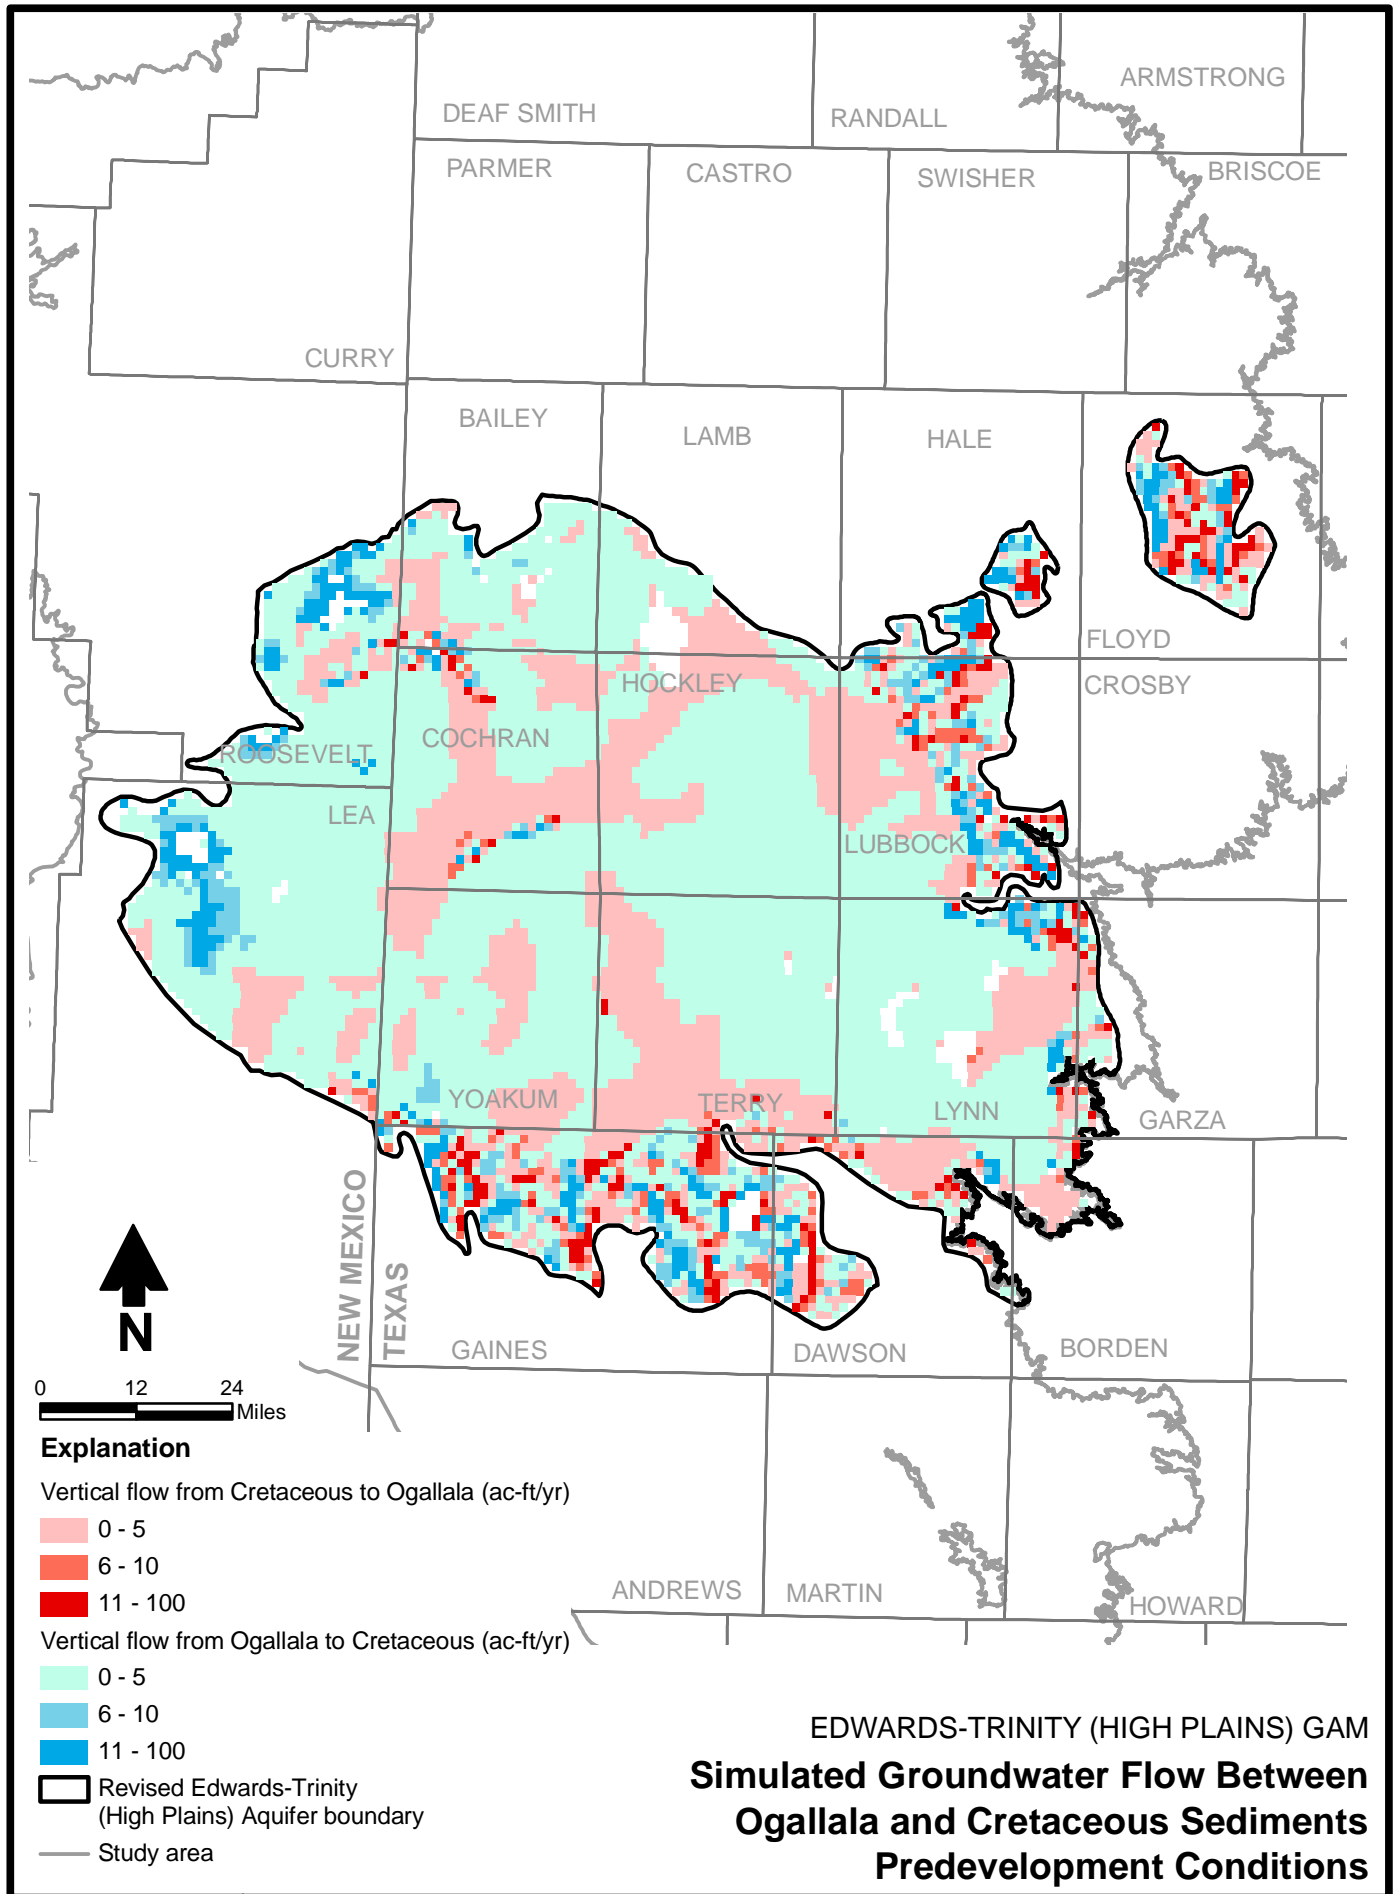 ARMSTRONG
DEAF SMITH
RANDALL
PARMER
CASTRO
SWISHER
BRISCOE
CURRY
BAILEY
LAMB
HALE
FLOYD
HOCKLEY
CROSBY
COCHRAN
ROOSEVELT
LEA
LUBBOCK
YOAKUM
TERRY
LYNN
GARZA
NEW MEXICO
TEXAS
N
GAINES
DAWSON
BORDEN
0 12 24
Miles
ANDREWS
MARTIN
HOWARD
Explanation
Vertical flow from Cretaceous to Ogallala (ac-ft/yr)
0 - 5
6 - 10
11 - 100
Vertical flow from Ogallala to Cretaceous (ac-ft/yr)
0 - 5
6 - 10
11 - 100
Revised Edwards-Trinity
(High Plains) Aquifer boundary
Study area
EDWARDS-TRINITY (HIGH PLAINS) GAM
Simulated Groundwater Flow Between
Ogallala and Cretaceous Sediments
Predevelopment Conditions